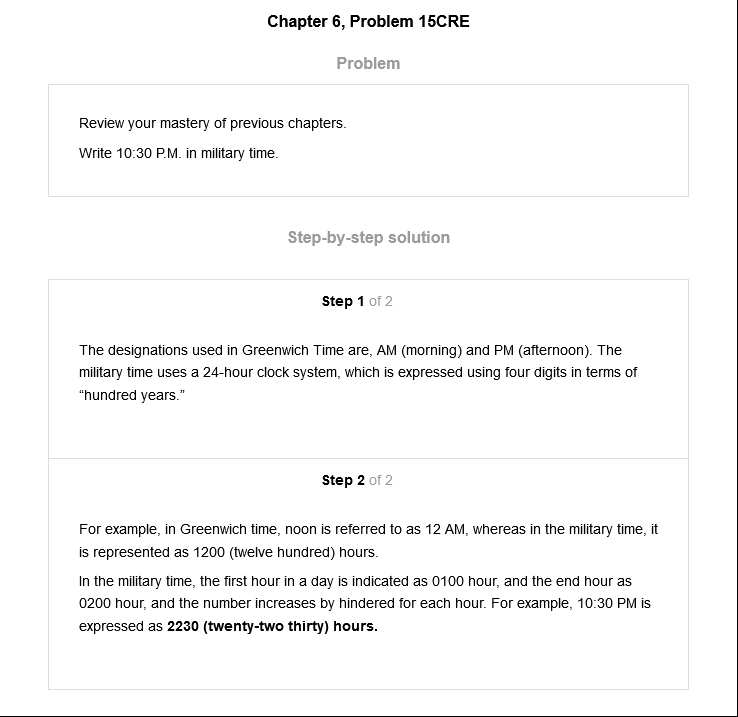 Chapter 6, Problem 15CRE
Problem
Review your mastery of previous chapters.
Write 10:30 P.M. in military time.
Step-by-step solution
Step 1 of 2
The designations used in Greenwich Time are, AM (morning) and PM (afternoon). The
military time uses a 24-hour clock system, which is expressed using four digits in terms of
“hundred years.”
Step 2 of 2
For example, in Greenwich time, noon is referred to as 12 AM, whereas in the military time, it
is represented as 1200 (twelve hundred) hours.
In the military time, the first hour in a day is indicated as 0100 hour, and the end hour as
0200 hour, and the number increases by hindered for each hour. For example, 10:30 PM is
expressed as 2230 (twenty-two thirty) hours.